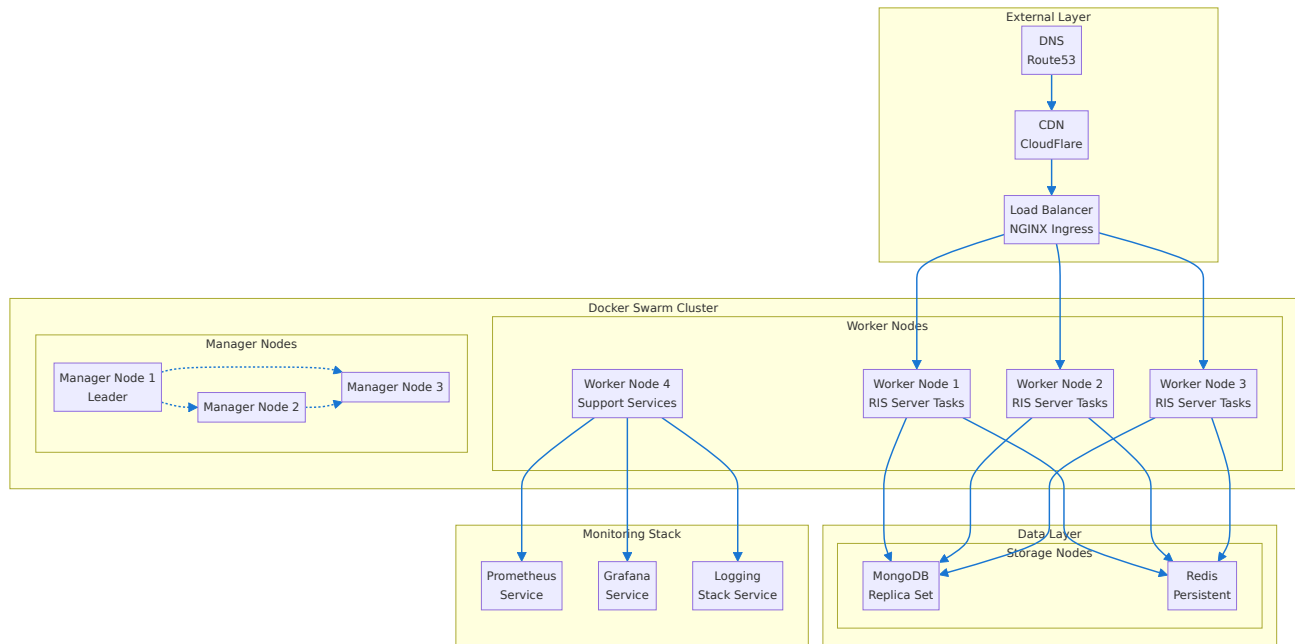 External Layer
DNS
Route53
CDN
CloudFlare
Load Balancer
NGINX Ingress
Docker Swarm Cluster
Manager Nodes
Manager Node 1
Leader
Manager Node 2
Manager Node 3
Worker Nodes
Worker Node 4
Support Services
Worker Node 1
RIS Server Tasks
Worker Node 2
RIS Server Tasks
Worker Node 3
RIS Server Tasks
Monitoring Stack
Prometheus
Service
Grafana
Service
Logging
Stack Service
Data Layer
Storage Nodes
MongoDB
Replica Set
Redis
Persistent